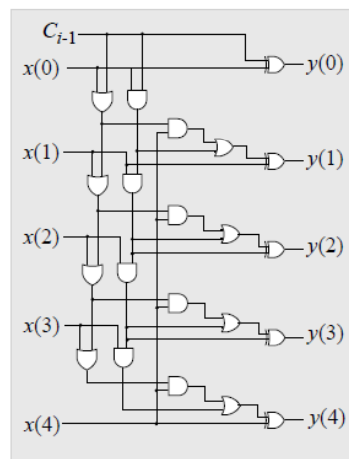 C_{i-1}
x(0) y(0)
x(1) y(1)
x(2) y(2)
x(3) y(3)
x(4) y(4)